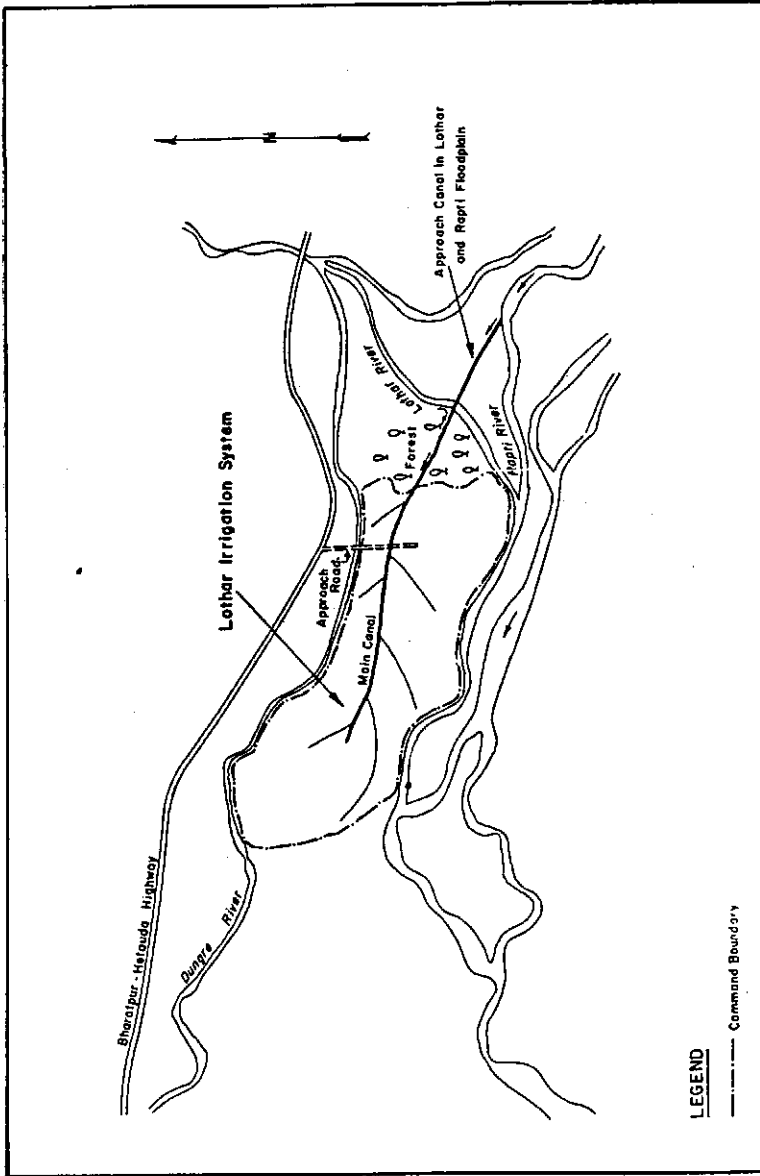 Lothar Irrigation System
N
Bharatpur - Hetauda Highway
Approach
Road
Dungre River
Lothar River
Forest
Main Canal
Approach Canal in Lothar
and Rapti Floodplain
Rapti River
LEGEND
Command Boundary